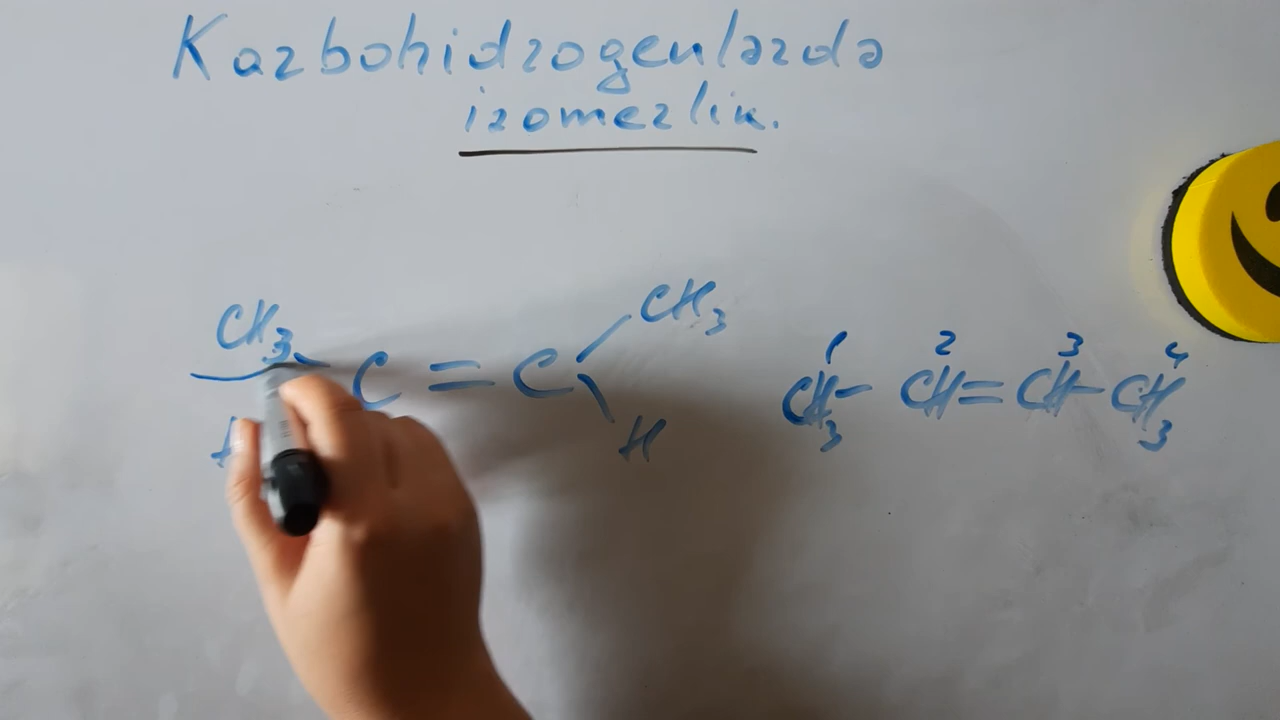 Karbohidrogenlərdə
izomerlik.
CH₃ C = C CH₃
H
1 2 3 4
CH₃ - CH = CH - CH₃